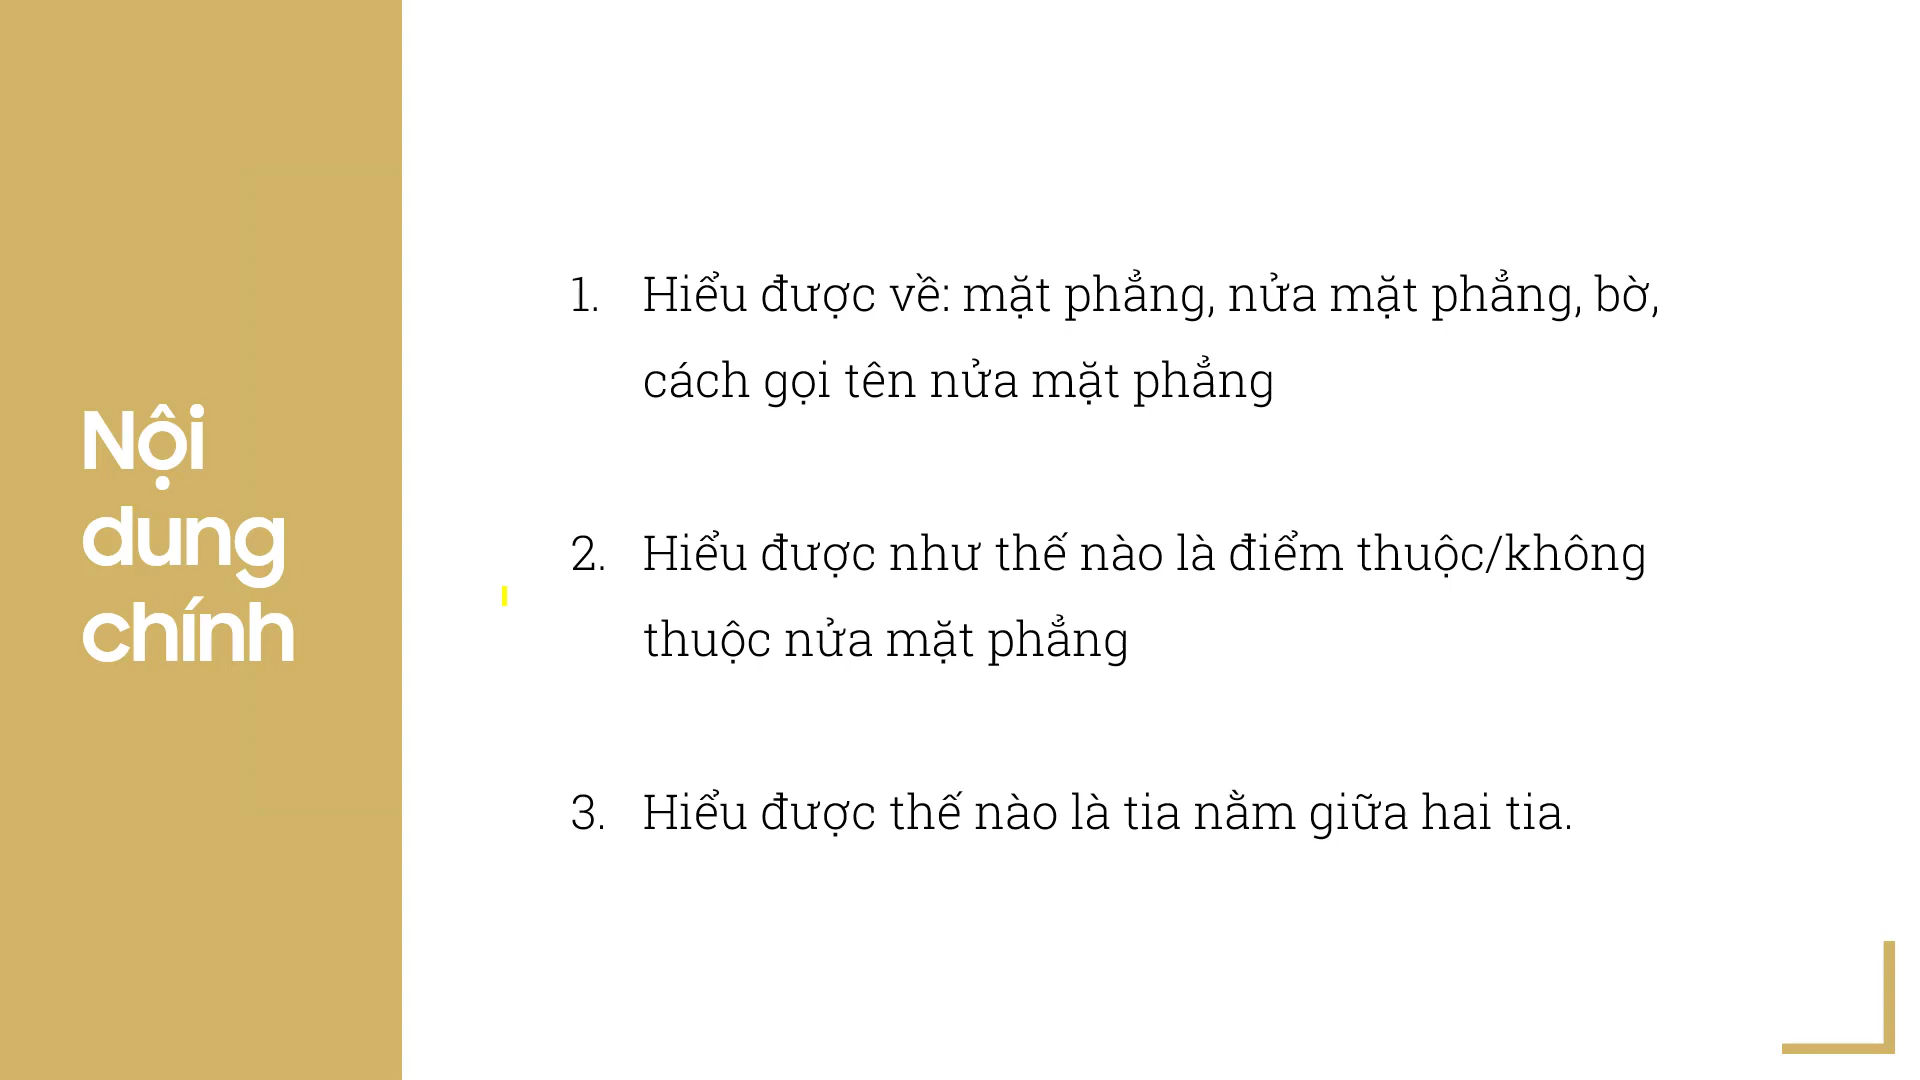 Nội
dung
chính
1. Hiểu được về: mặt phẳng, nửa mặt phẳng, bờ,
cách gọi tên nửa mặt phẳng
2. Hiểu được như thế nào là điểm thuộc/không
thuộc nửa mặt phẳng
3. Hiểu được thế nào là tia nằm giữa hai tia.